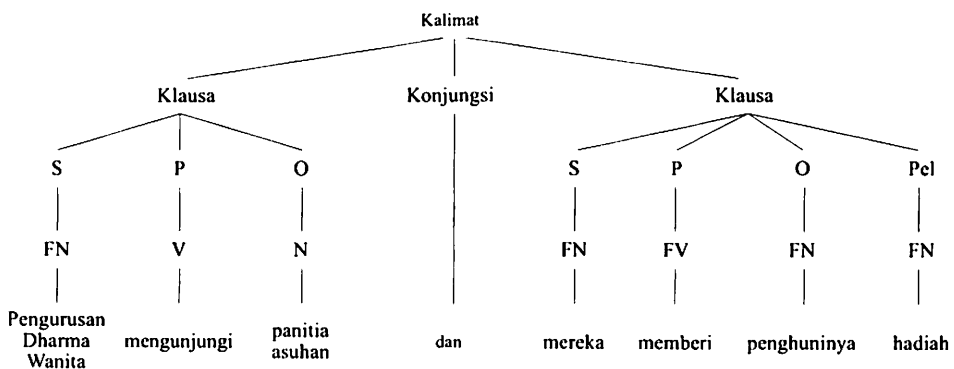 Kalimat
Klausa Konjungsi Klausa
S P O S P O Pel
FN V N FN FV FN FN
Pengurusan Dharma Wanita mengunjungi panitia asuhan dan mereka memberi penghuninya hadiah